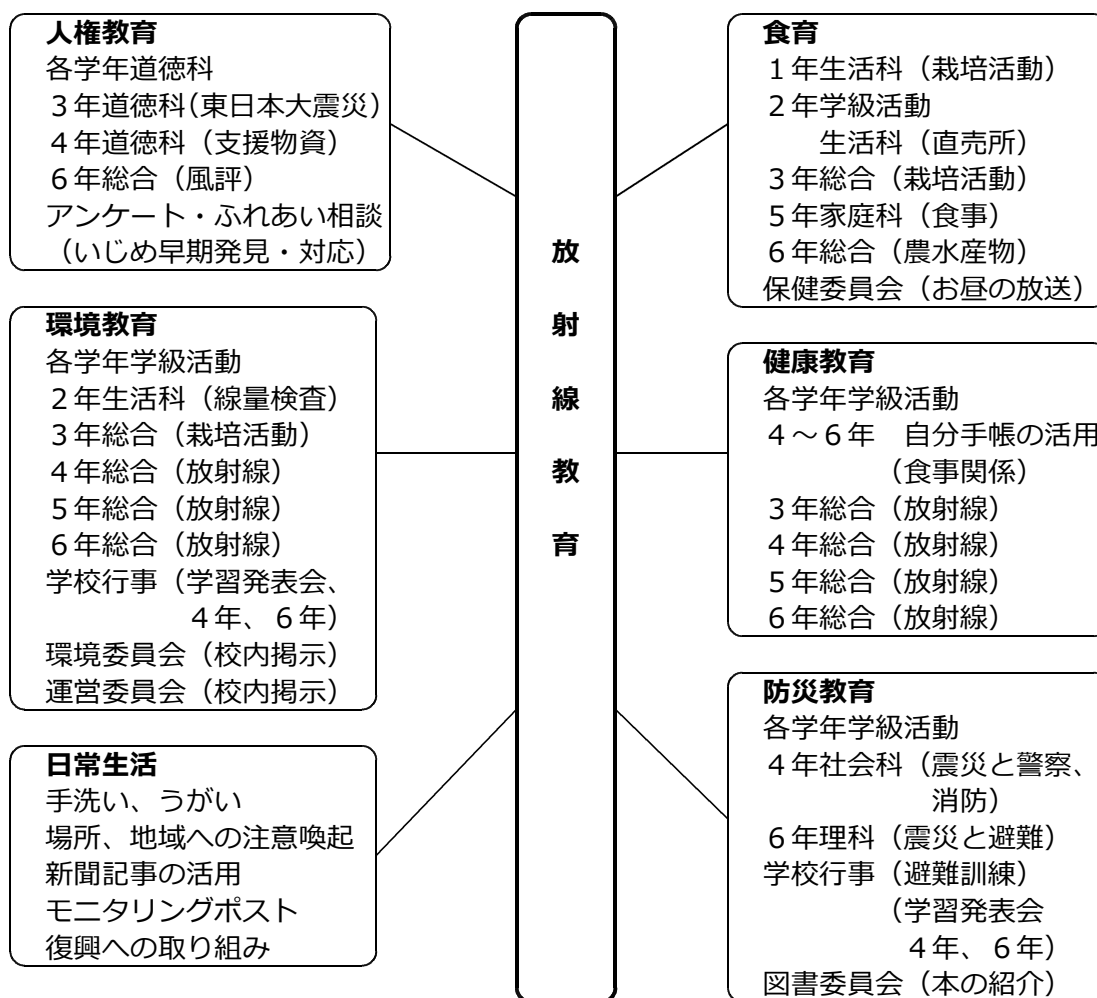 人権教育
各学年道徳科
３年道徳科（東日本大震災）
４年道徳科（支援物資）
６年総合（風評）
アンケート・ふれあい相談
（いじめ早期発見・対応）
環境教育
各学年学級活動
２年生活科（線量検査）
３年総合（栽培活動）
４年総合（放射線）
５年総合（放射線）
６年総合（放射線）
学校行事（学習発表会、
４年、６年）
環境委員会（校内掲示）
運営委員会（校内掲示）
日常生活
手洗い、うがい
場所、地域への注意喚起
新聞記事の活用
モニタリングポスト
復興への取り組み
放
射
線
教
育
食育
１年生活科（栽培活動）
２年学級活動
生活科（直売所）
３年総合（栽培活動）
５年家庭科（食事）
６年総合（農水産物）
保健委員会（お昼の放送）
健康教育
各学年学級活動
４～６年　自分手帳の活用
（食事関係）
３年総合（放射線）
４年総合（放射線）
５年総合（放射線）
６年総合（放射線）
防災教育
各学年学級活動
４年社会科（震災と警察、
消防）
６年理科（震災と避難）
学校行事（避難訓練）
（学習発表会
４年、６年）
図書委員会（本の紹介）